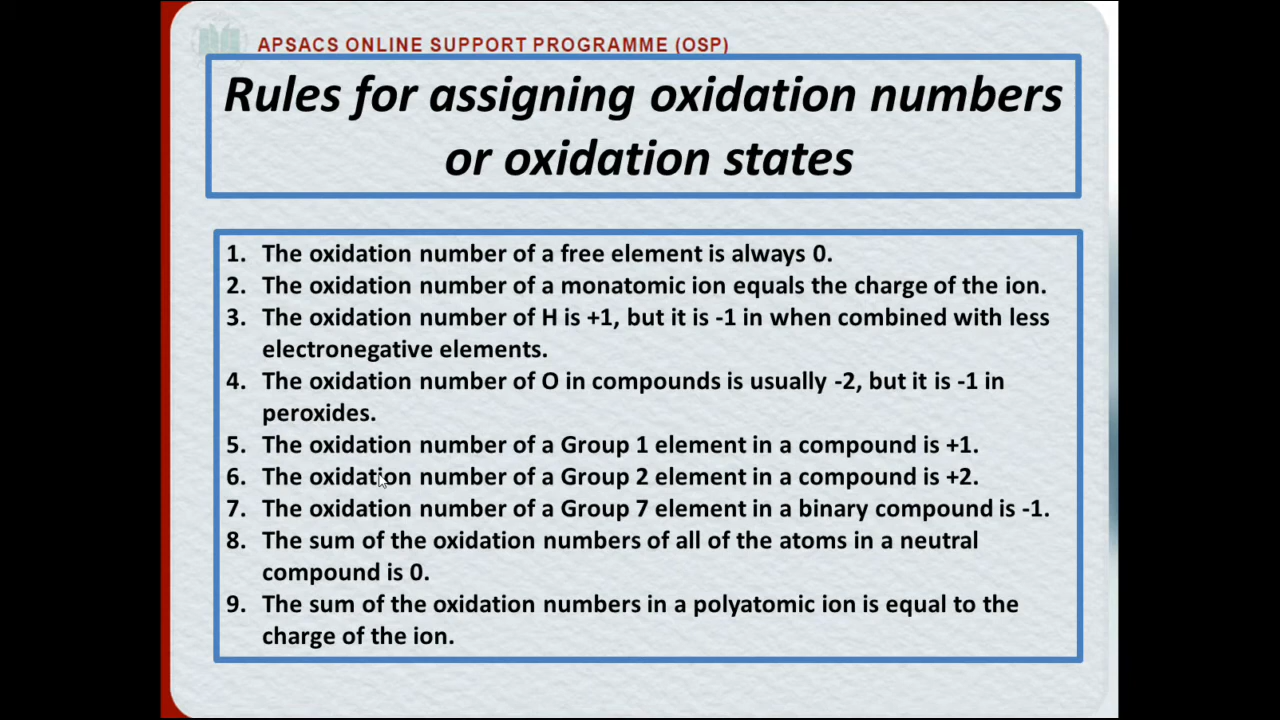 APSACS ONLINE SUPPORT PROGRAMME (OSP)
Rules for assigning oxidation numbers
or oxidation states
1. The oxidation number of a free element is always 0.
2. The oxidation number of a monatomic ion equals the charge of the ion.
3. The oxidation number of H is +1, but it is -1 in when combined with less
electronegative elements.
4. The oxidation number of O in compounds is usually -2, but it is -1 in
peroxides.
5. The oxidation number of a Group 1 element in a compound is +1.
6. The oxidation number of a Group 2 element in a compound is +2.
7. The oxidation number of a Group 7 element in a binary compound is -1.
8. The sum of the oxidation numbers of all of the atoms in a neutral
compound is 0.
9. The sum of the oxidation numbers in a polyatomic ion is equal to the
charge of the ion.